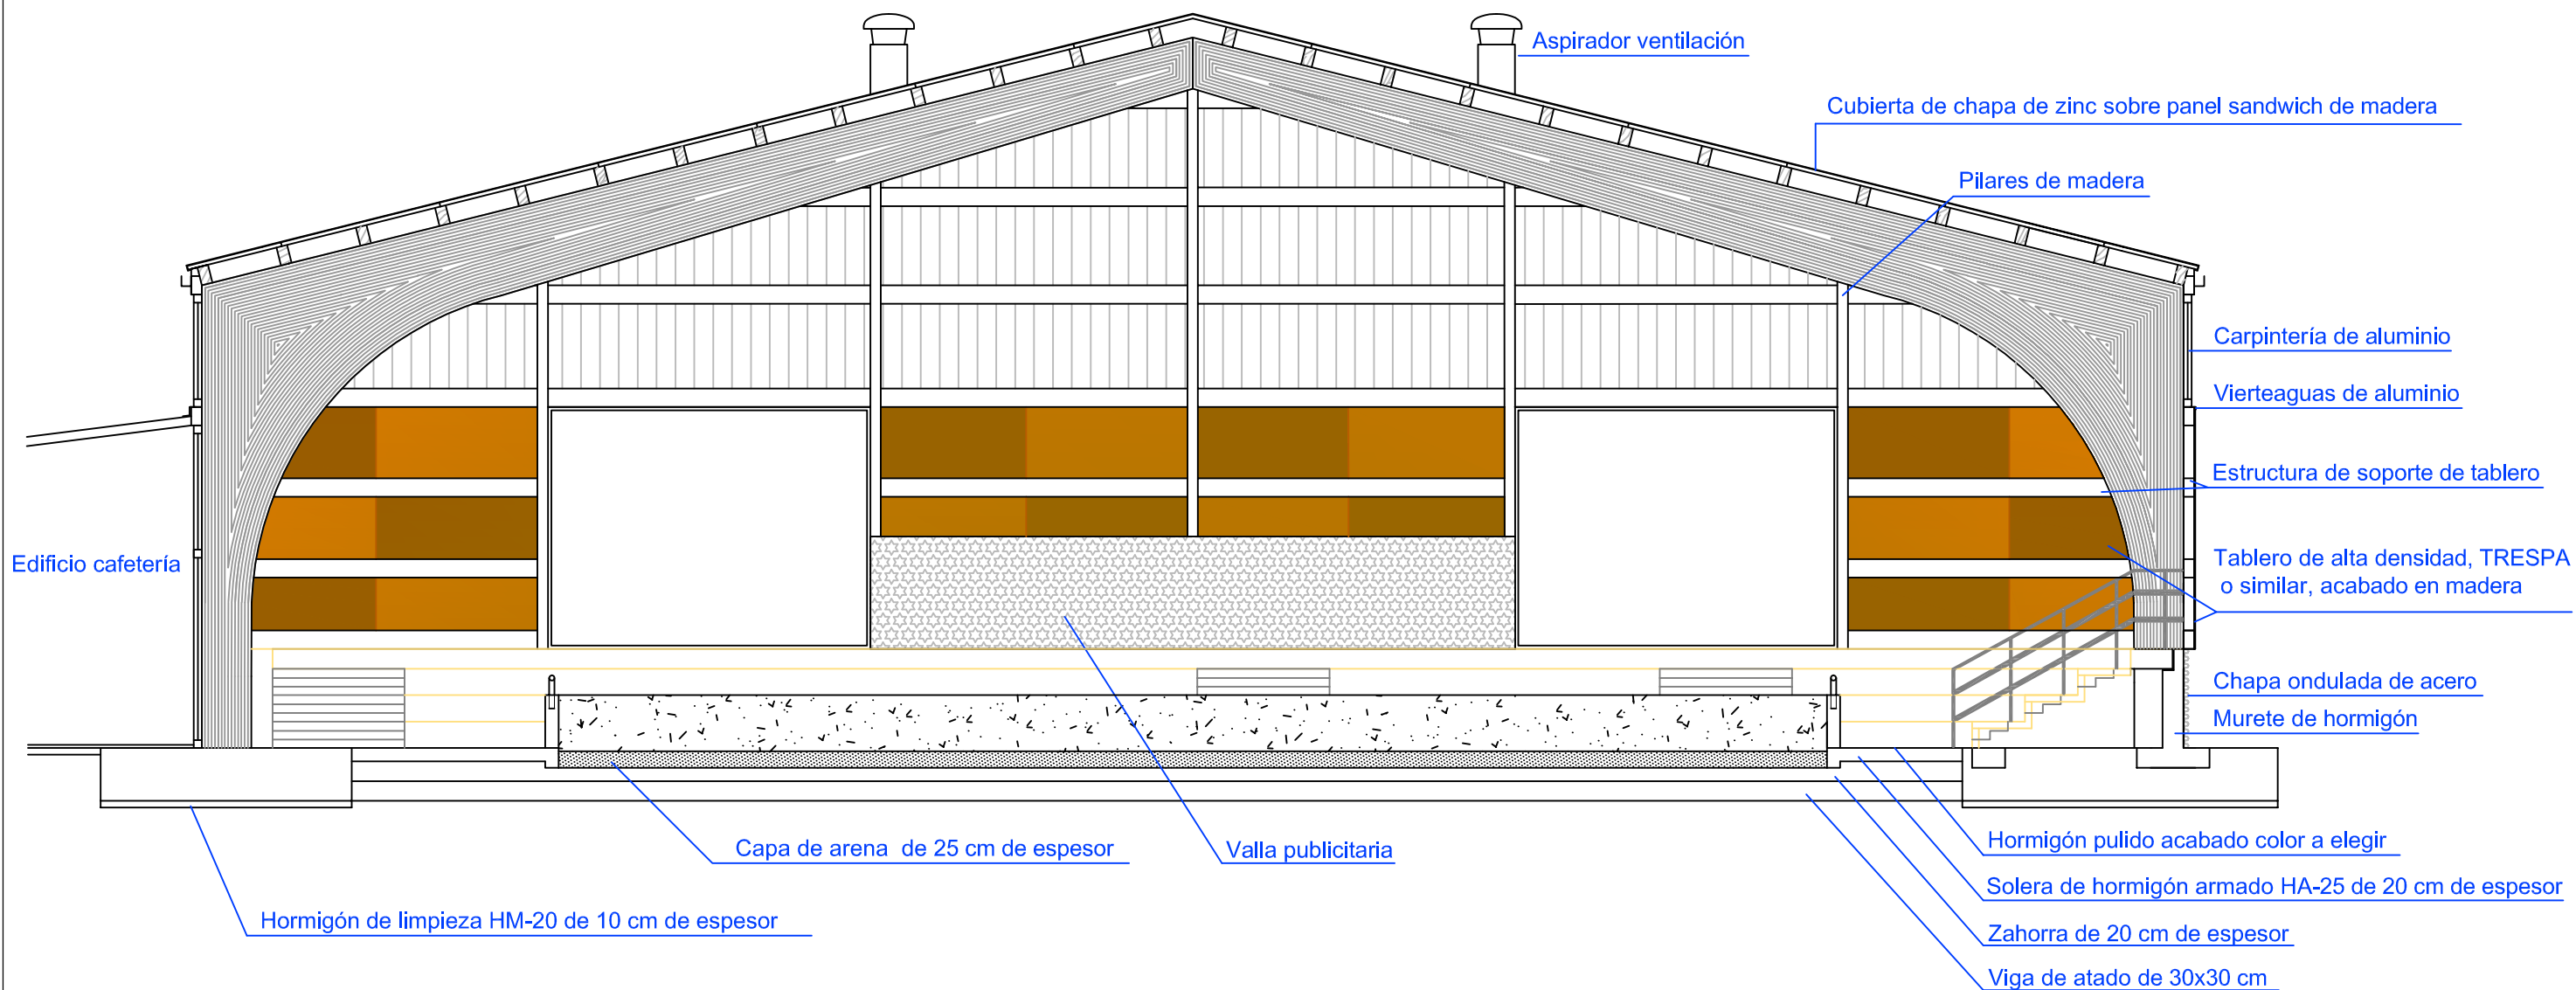 Aspirador ventilación
Cubierta de chapa de zinc sobre panel sandwich de madera
Pilares de madera
Carpintería de aluminio
Vierteaguas de aluminio
Estructura de soporte de tablero
Edificio cafetería
Tablero de alta densidad, TRESPA
o similar, acabado en madera
Chapa ondulada de acero
Murete de hormigón
Capa de arena de 25 cm de espesor
Valla publicitaria
Hormigón pulido acabado color a elegir
Solera de hormigón armado HA-25 de 20 cm de espesor
Hormigón de limpieza HM-20 de 10 cm de espesor
Zahorra de 20 cm de espesor
Viga de atado de 30x30 cm